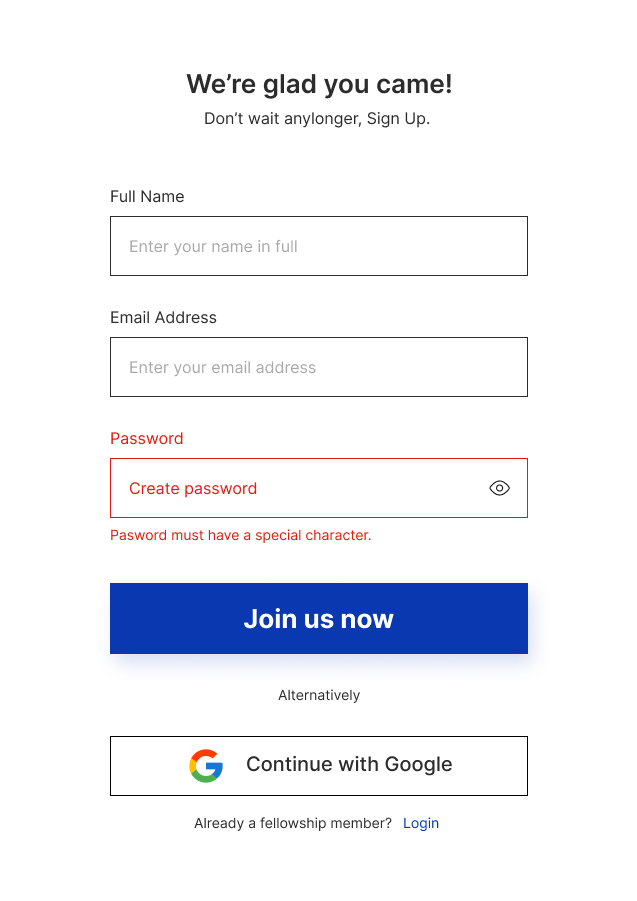 We’re glad you came!
Don’t wait anylonger, Sign Up.
Full Name
Enter your name in full
Email Address
Enter your email address
Password
Create password
Pasword must have a special character.
Join us now
Alternatively
Continue with Google
Already a fellowship member? Login